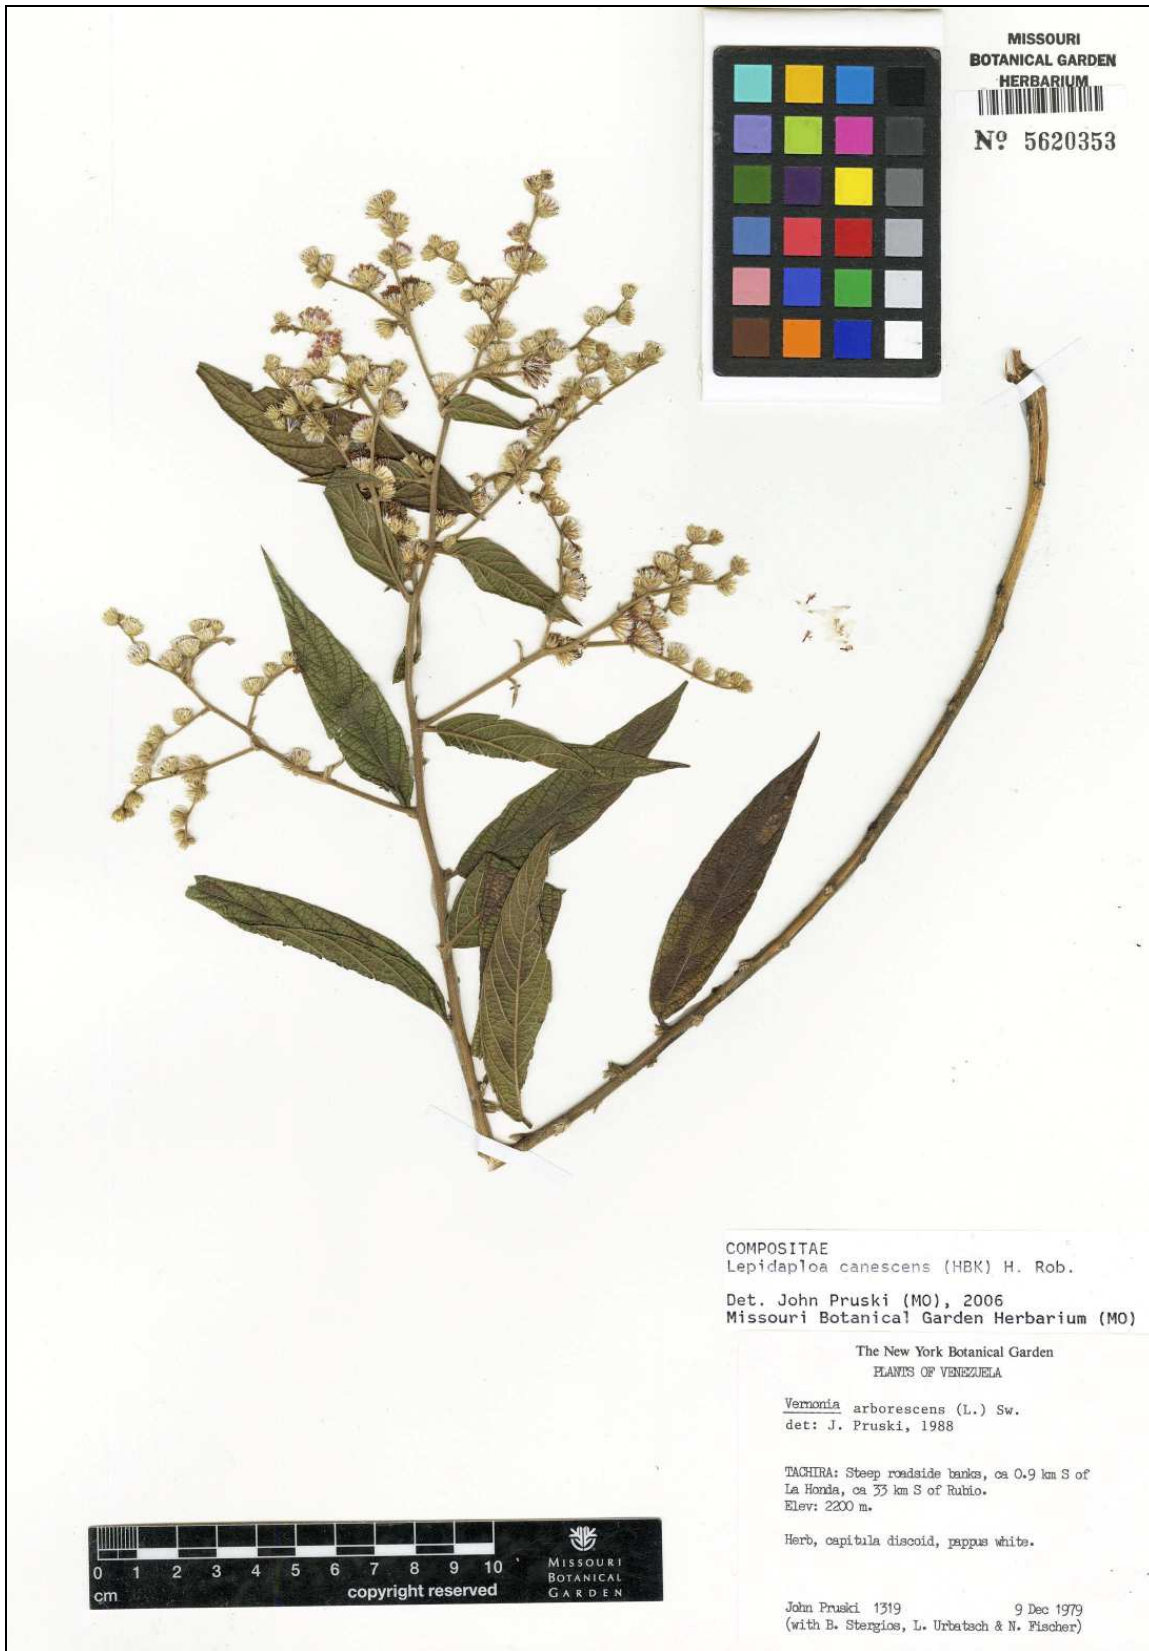 MISSOURI
BOTANICAL GARDEN
HERBARIUM
Nº 5620353
COMPOSITAE
Lepidaploa canescens (HBK) H. Rob.
Det. John Pruski (MO), 2006
Missouri Botanical Garden Herbarium (MO)
The New York Botanical Garden
PLANTS OF VENEZUELA
Vernonia arborescens (L.) Sw.
det: J. Pruski, 1988
TACHIRA: Steep roadside banks, ca 0.9 km S of
La Honda, ca 33 km S of Rubio.
Elev: 2200 m.
Herb, capitula discoid, pappus white.
John Pruski 1319 9 Dec 1979
(with B. Stergios, L. Urbatsch & N. Fischer)
0 1 2 3 4 5 6 7 8 9 10
cm
copyright reserved
MISSOURI
BOTANICAL
GARDEN